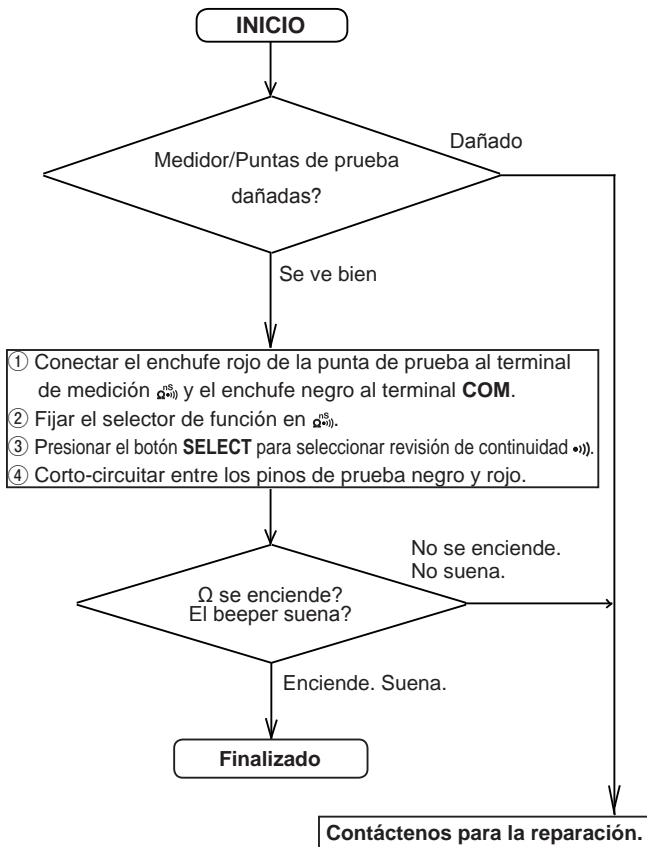 INICIO
Dañado
Medidor/Puntas de prueba
dañadas?
Se ve bien
① Conectar el enchufe rojo de la punta de prueba al terminal
de medición Ω nS •))) y el enchufe negro al terminal COM.
② Fijar el selector de función en Ω nS •))).
③ Presionar el botón SELECT para seleccionar revisión de continuidad •))).
④ Corto-circuitar entre los pinos de prueba negro y rojo.
No se enciende.
No suena.
Ω se enciende?
El beeper suena?
Enciende. Suena.
Finalizado
Contáctenos para la reparación.